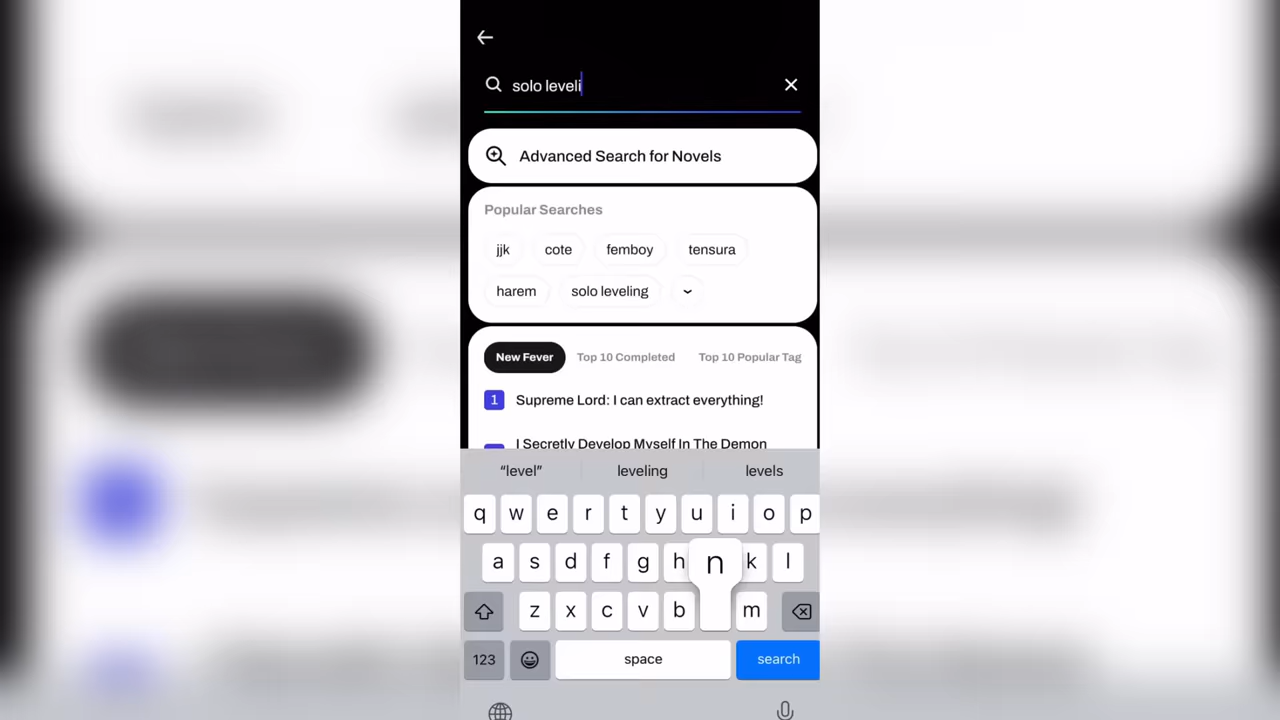 solo leveli
Advanced Search for Novels
Popular Searches
jjk cote femboy tensura
harem solo leveling
New Fever Top 10 Completed Top 10 Popular Tag
1 Supreme Lord: I can extract everything!
I Secretly Develop Myself In The Demon
“level” leveling levels
q w e r t y u i o p
a s d f g h n k l
z x c v b m
123 space search